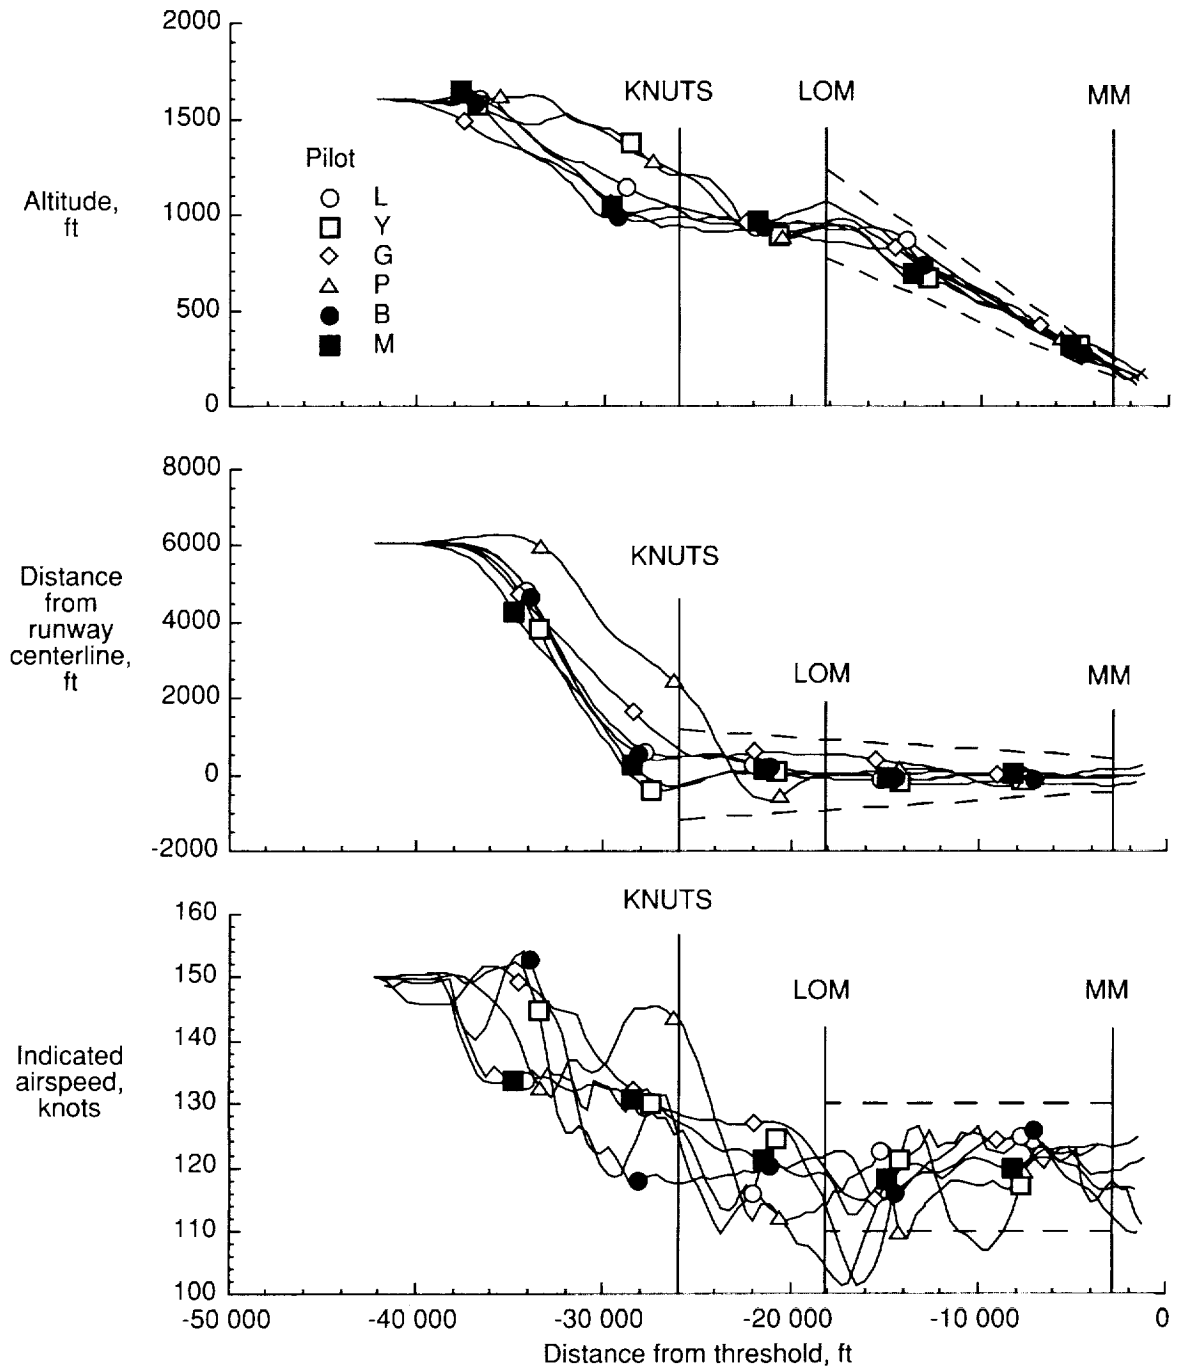 2000
1500
1000
500
0
Altitude,
ft
Pilot
L
Y
G
P
B
M
KNUTS
LOM
MM
8000
6000
4000
2000
0
-2000
Distance
from
runway
centerline,
ft
KNUTS
LOM
MM
160
150
140
130
120
110
100
Indicated
airspeed,
knots
KNUTS
LOM
MM
-50 000 -40 000 -30 000 -20 000 -10 000 0
Distance from threshold, ft